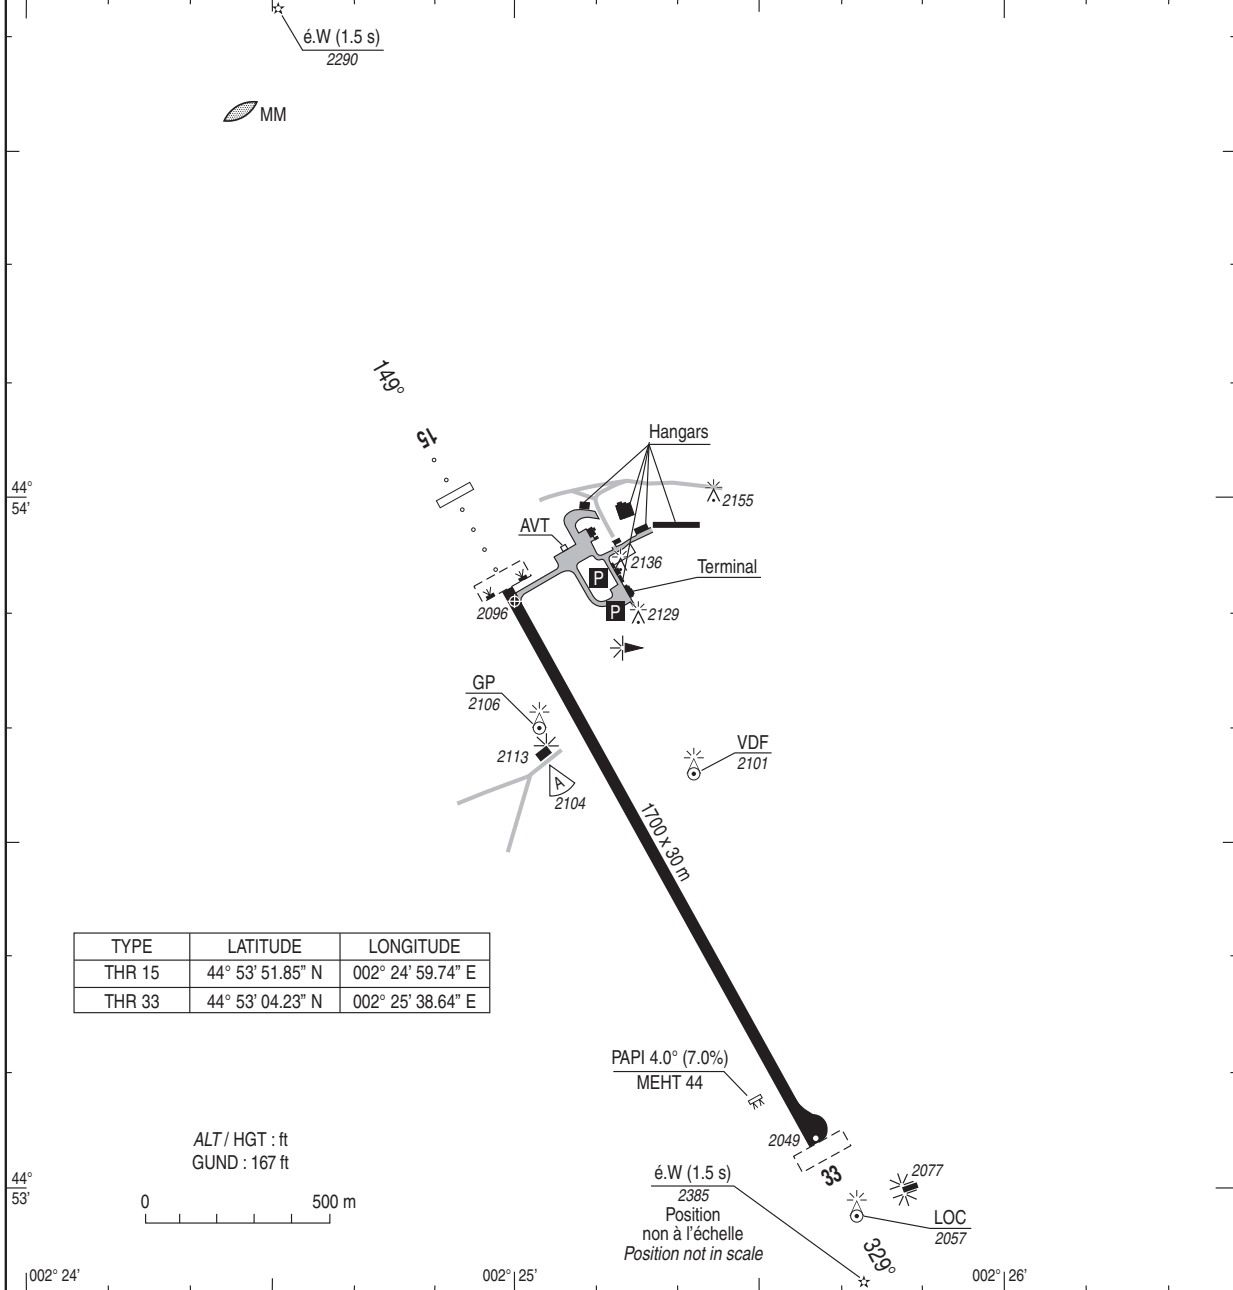 é.W (1.5 s)
2290
MM
149°
15
Hangars
44°
54’
2155
AVT
2136
Terminal
P
P
2096
2129
GP
2106
2113
VDF
2101
A
2104
1700 x 30 m
TYPE LATITUDE LONGITUDE
THR 15 44° 53’ 51.85” N 002° 24’ 59.74” E
THR 33 44° 53’ 04.23” N 002° 25’ 38.64” E
PAPI 4.0° (7.0%)
MEHT 44
2049
ALT / HGT : ft
GUND : 167 ft
33
2077
44°
53’
0 500 m
é.W (1.5 s)
2385
Position
non à l’échelle
Position not in scale
LOC
2057
329°
002° 24’ 002° 25’ 002° 26’